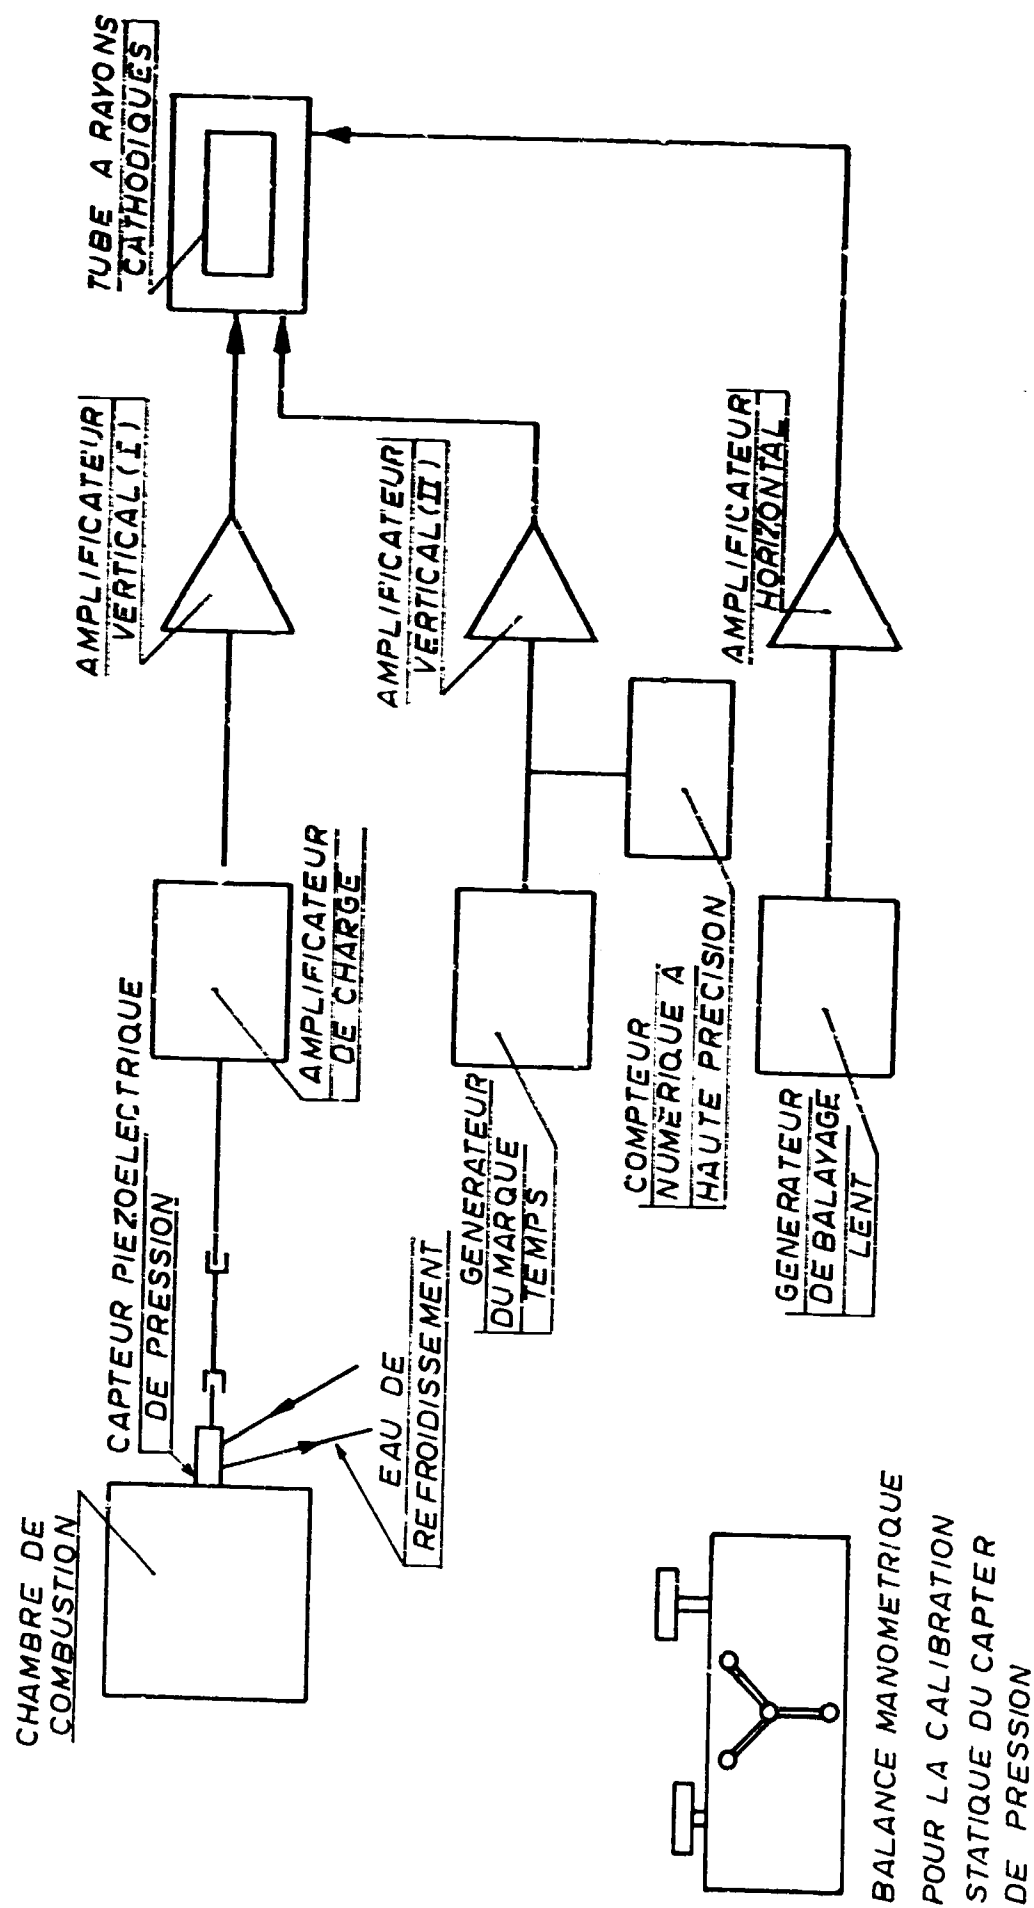 CHAMBRE DE
COMBUSTION
CAPTEUR PIEZOELECTRIQUE
DE PRESSION
EAU DE
REFROIDISSEMENT
AMPLIFICATEUR
DE CHARGE
AMPLIFICATEUR
VERTICAL (I)
TUBE A RAYONS
CATHODIQUES
GENERATEUR
DU MARQUE
TEMPS
AMPLIFICATEUR
VERTICAL (II)
COMPTEUR
NUMÈRIQUE A
HAUTE PRECISION
GENERATEUR
DE BALAYAGE
LENT
AMPLIFICATEUR
HORIZONTAL
BALANCE MANOMETRIQUE
POUR LA CALIBRATION
STATIQUE DU CAPTER
DE PRESSION